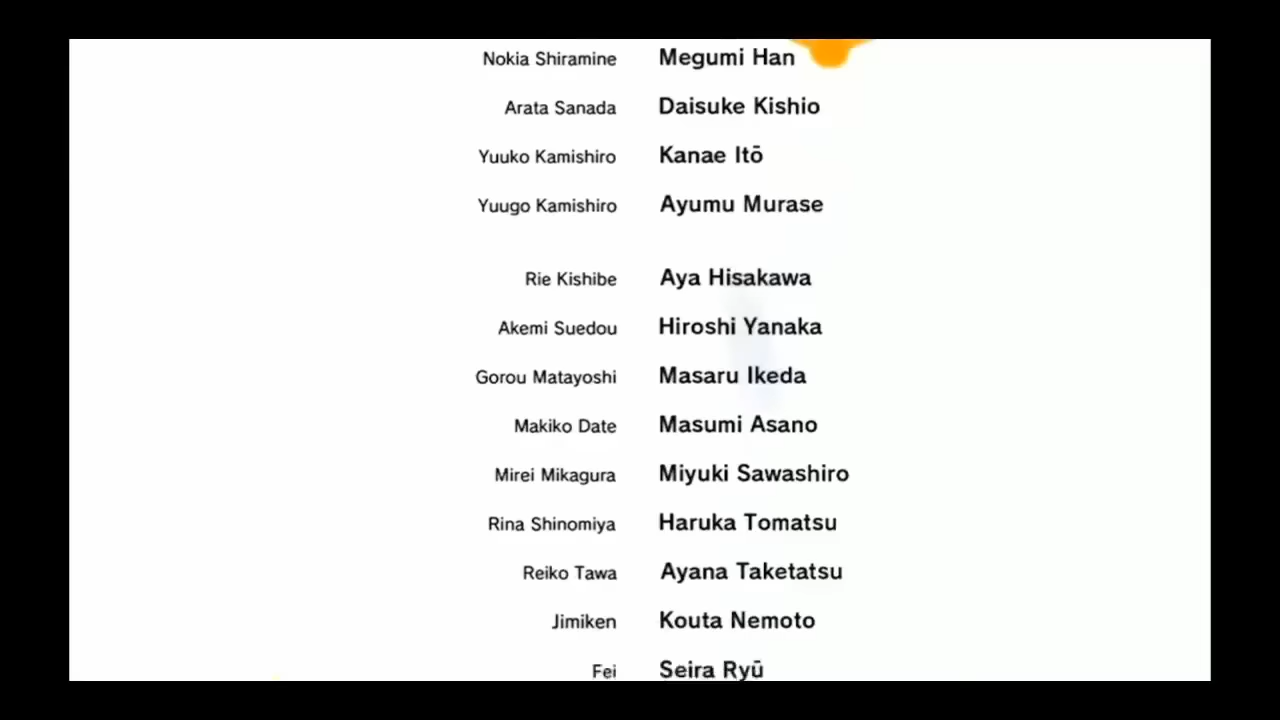 Nokia Shiramine Megumi Han
Arata Sanada Daisuke Kishio
Yuuko Kamishiro Kanae Itō
Yuugo Kamishiro Ayumu Murase
Rie Kishibe Aya Hisakawa
Akemi Suedou Hiroshi Yanaka
Gorou Matayoshi Masaru Ikeda
Makiko Date Masumi Asano
Mirei Mikagura Miyuki Sawashiro
Rina Shinomiya Haruka Tomatsu
Reiko Tawa Ayana Taketatsu
Jimiken Kouta Nemoto
Fei Seira Ryū